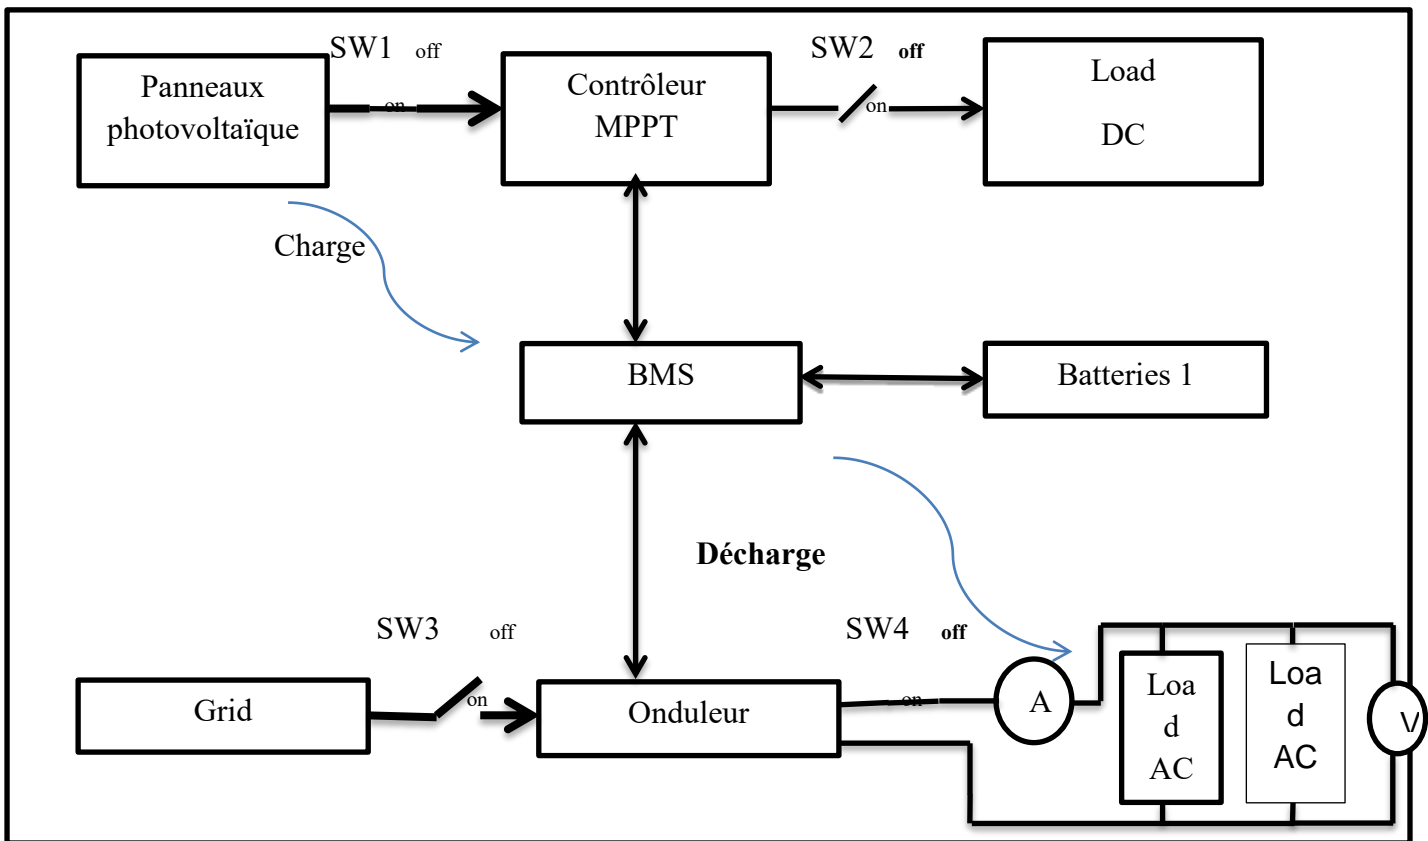 SW1 off
SW2 off
Panneaux
photovoltaïque
on
Contrôleur
MPPT
on
Load
DC
Charge
BMS
Batteries 1
Décharge
SW3 off
SW4 off
Grid
on
Onduleur
on
A
Loa
d
AC
Loa
d
AC
V